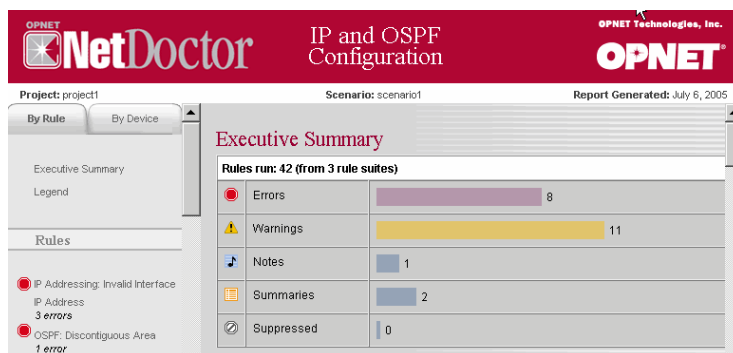 OPNET
NetDoctor
IP and OSPF
Configuration
OPNET Technologies, Inc.
OPNET
Project: project1
Scenario: scenario1
Report Generated: July 6, 2005
By Rule
By Device
Executive Summary
Legend
Rules
IP Addressing: Invalid Interface
IP Address
3 errors
OSPF: Discontiguous Area
1 error
Executive Summary
Rules run: 42 (from 3 rule suites)
Errors 8
Warnings 11
Notes 1
Summaries 2
Suppressed 0